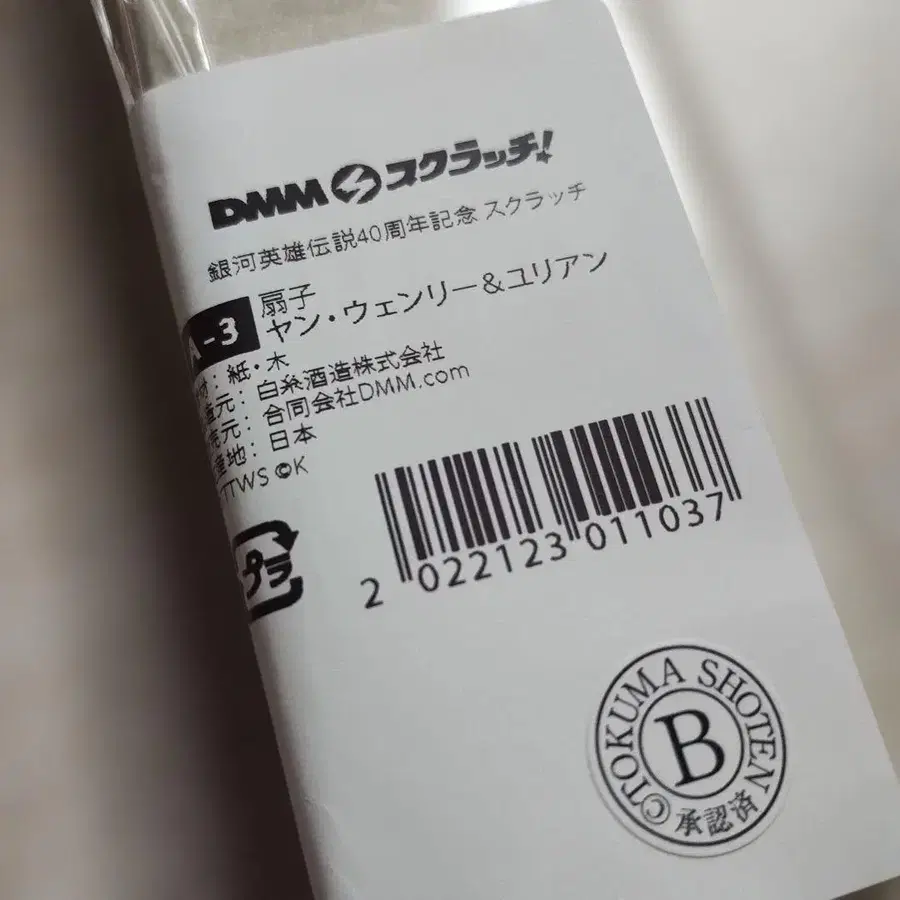 DMM スクラッチ!
銀河英雄伝説40周年記念 スクラッチ
A-3
扇子
ヤン・ウェンリー&ユリアン
材: 紙・木
元: 白糸酒造株式会社
売元: 合同会社DMM.com
産地: 日本
TTWS ©K
プラ
2 022123 011037
©TOKUMA SHOTEN
B
承認済